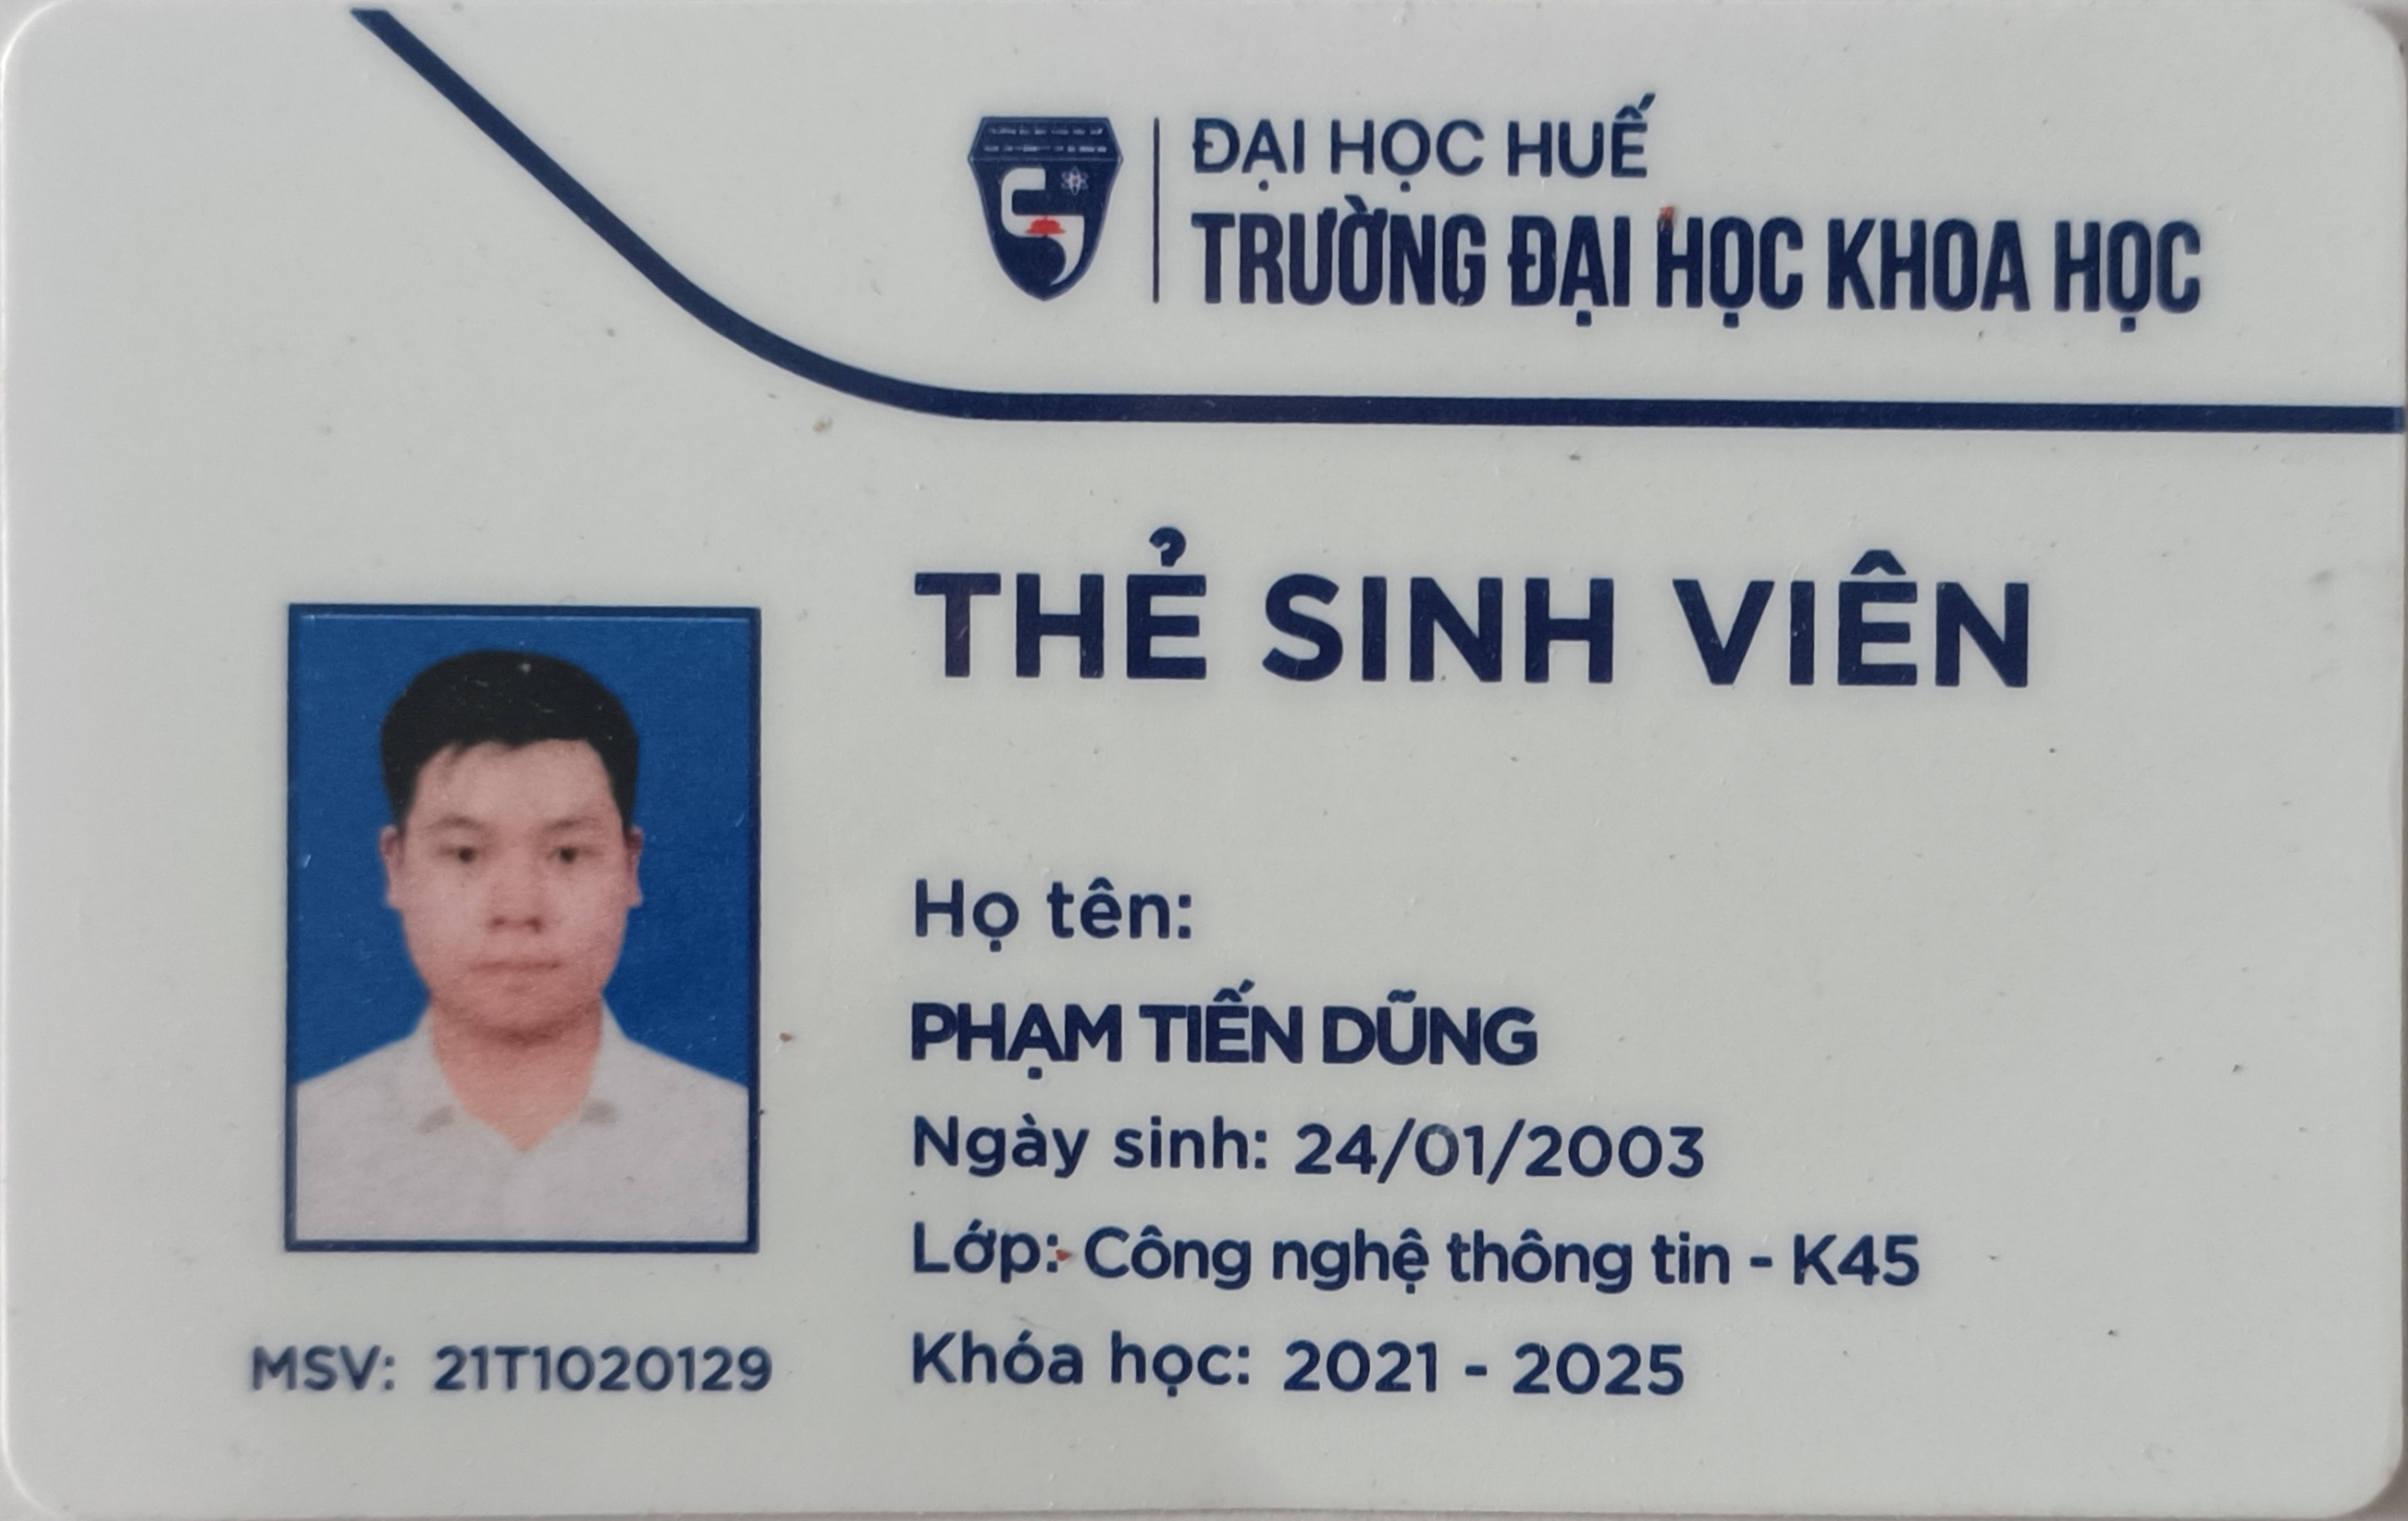 ĐẠI HỌC HUẾ
TRƯỜNG ĐẠI HỌC KHOA HỌC
THẺ SINH VIÊN
Họ tên:
PHẠM TIẾN DŨNG
Ngày sinh: 24/01/2003
Lớp: Công nghệ thông tin - K45
Khóa học: 2021 - 2025
MSV: 21T1020129